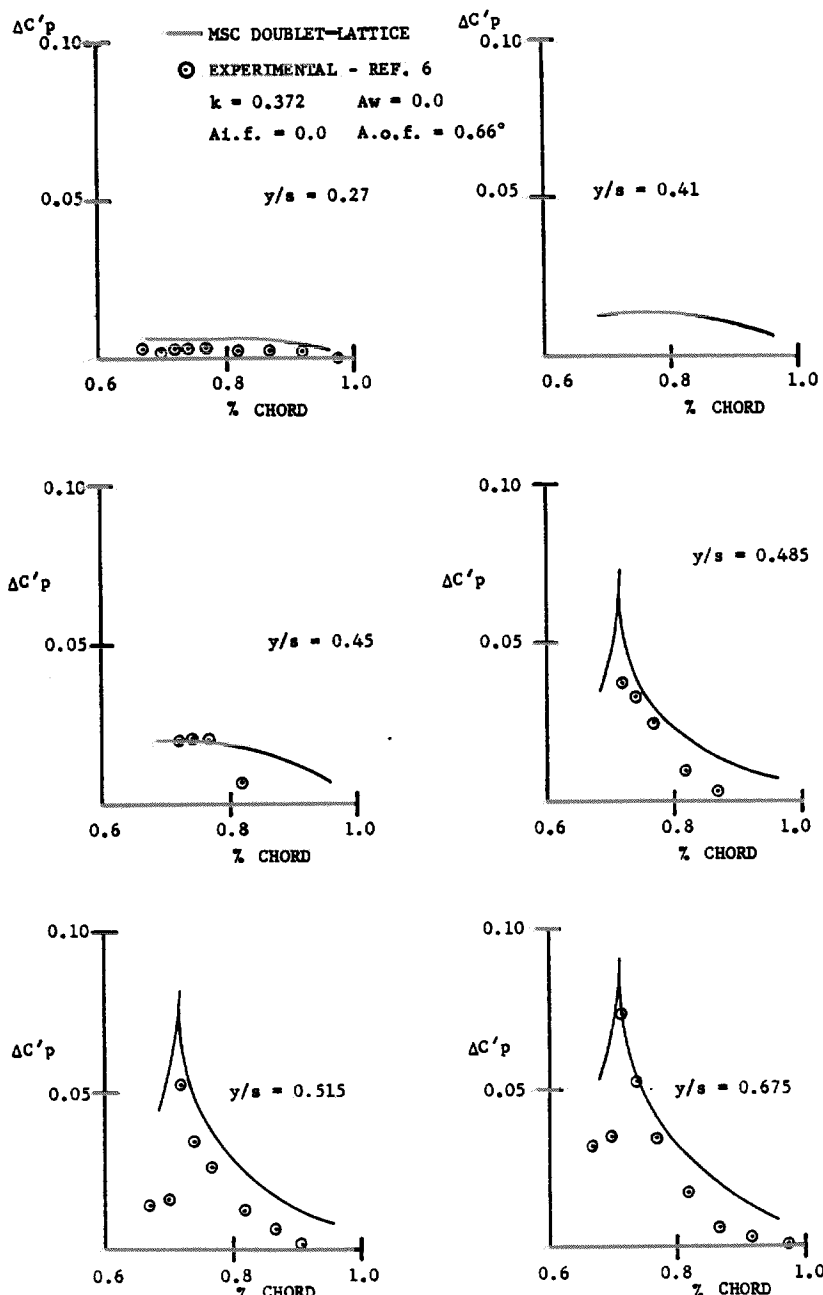 ΔC'p
0.10
0.05
MSC DOUBLET-LATTICE
EXPERIMENTAL - REF. 6
k = 0.372 Aw = 0.0
Ai.f. = 0.0 A.o.f. = 0.66°
y/s = 0.27
0.6 0.8 1.0
% CHORD
ΔC'p
0.10
0.05
y/s = 0.41
0.6 0.8 1.0
% CHORD
0.10
ΔC'p
0.05
y/s = 0.45
0.6 0.8 1.0
% CHORD
0.10
y/s = 0.485
ΔC'p
0.05
0.6 0.8 1.0
% CHORD
0.10
ΔC'p
0.05
y/s = 0.515
0.6 0.8 1.0
% CHORD
0.10
ΔC'p
0.05
y/s = 0.675
0.6 0.8 1.0
% CHORD